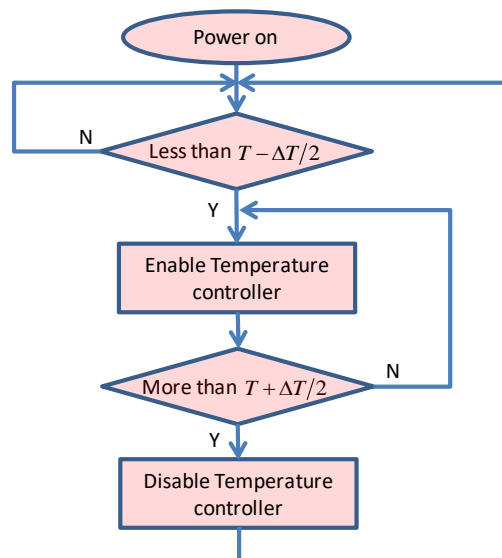 Power on
N
Less than T − ΔT/2
Y
Enable Temperature
controller
N
More than T + ΔT/2
Y
Disable Temperature
controller